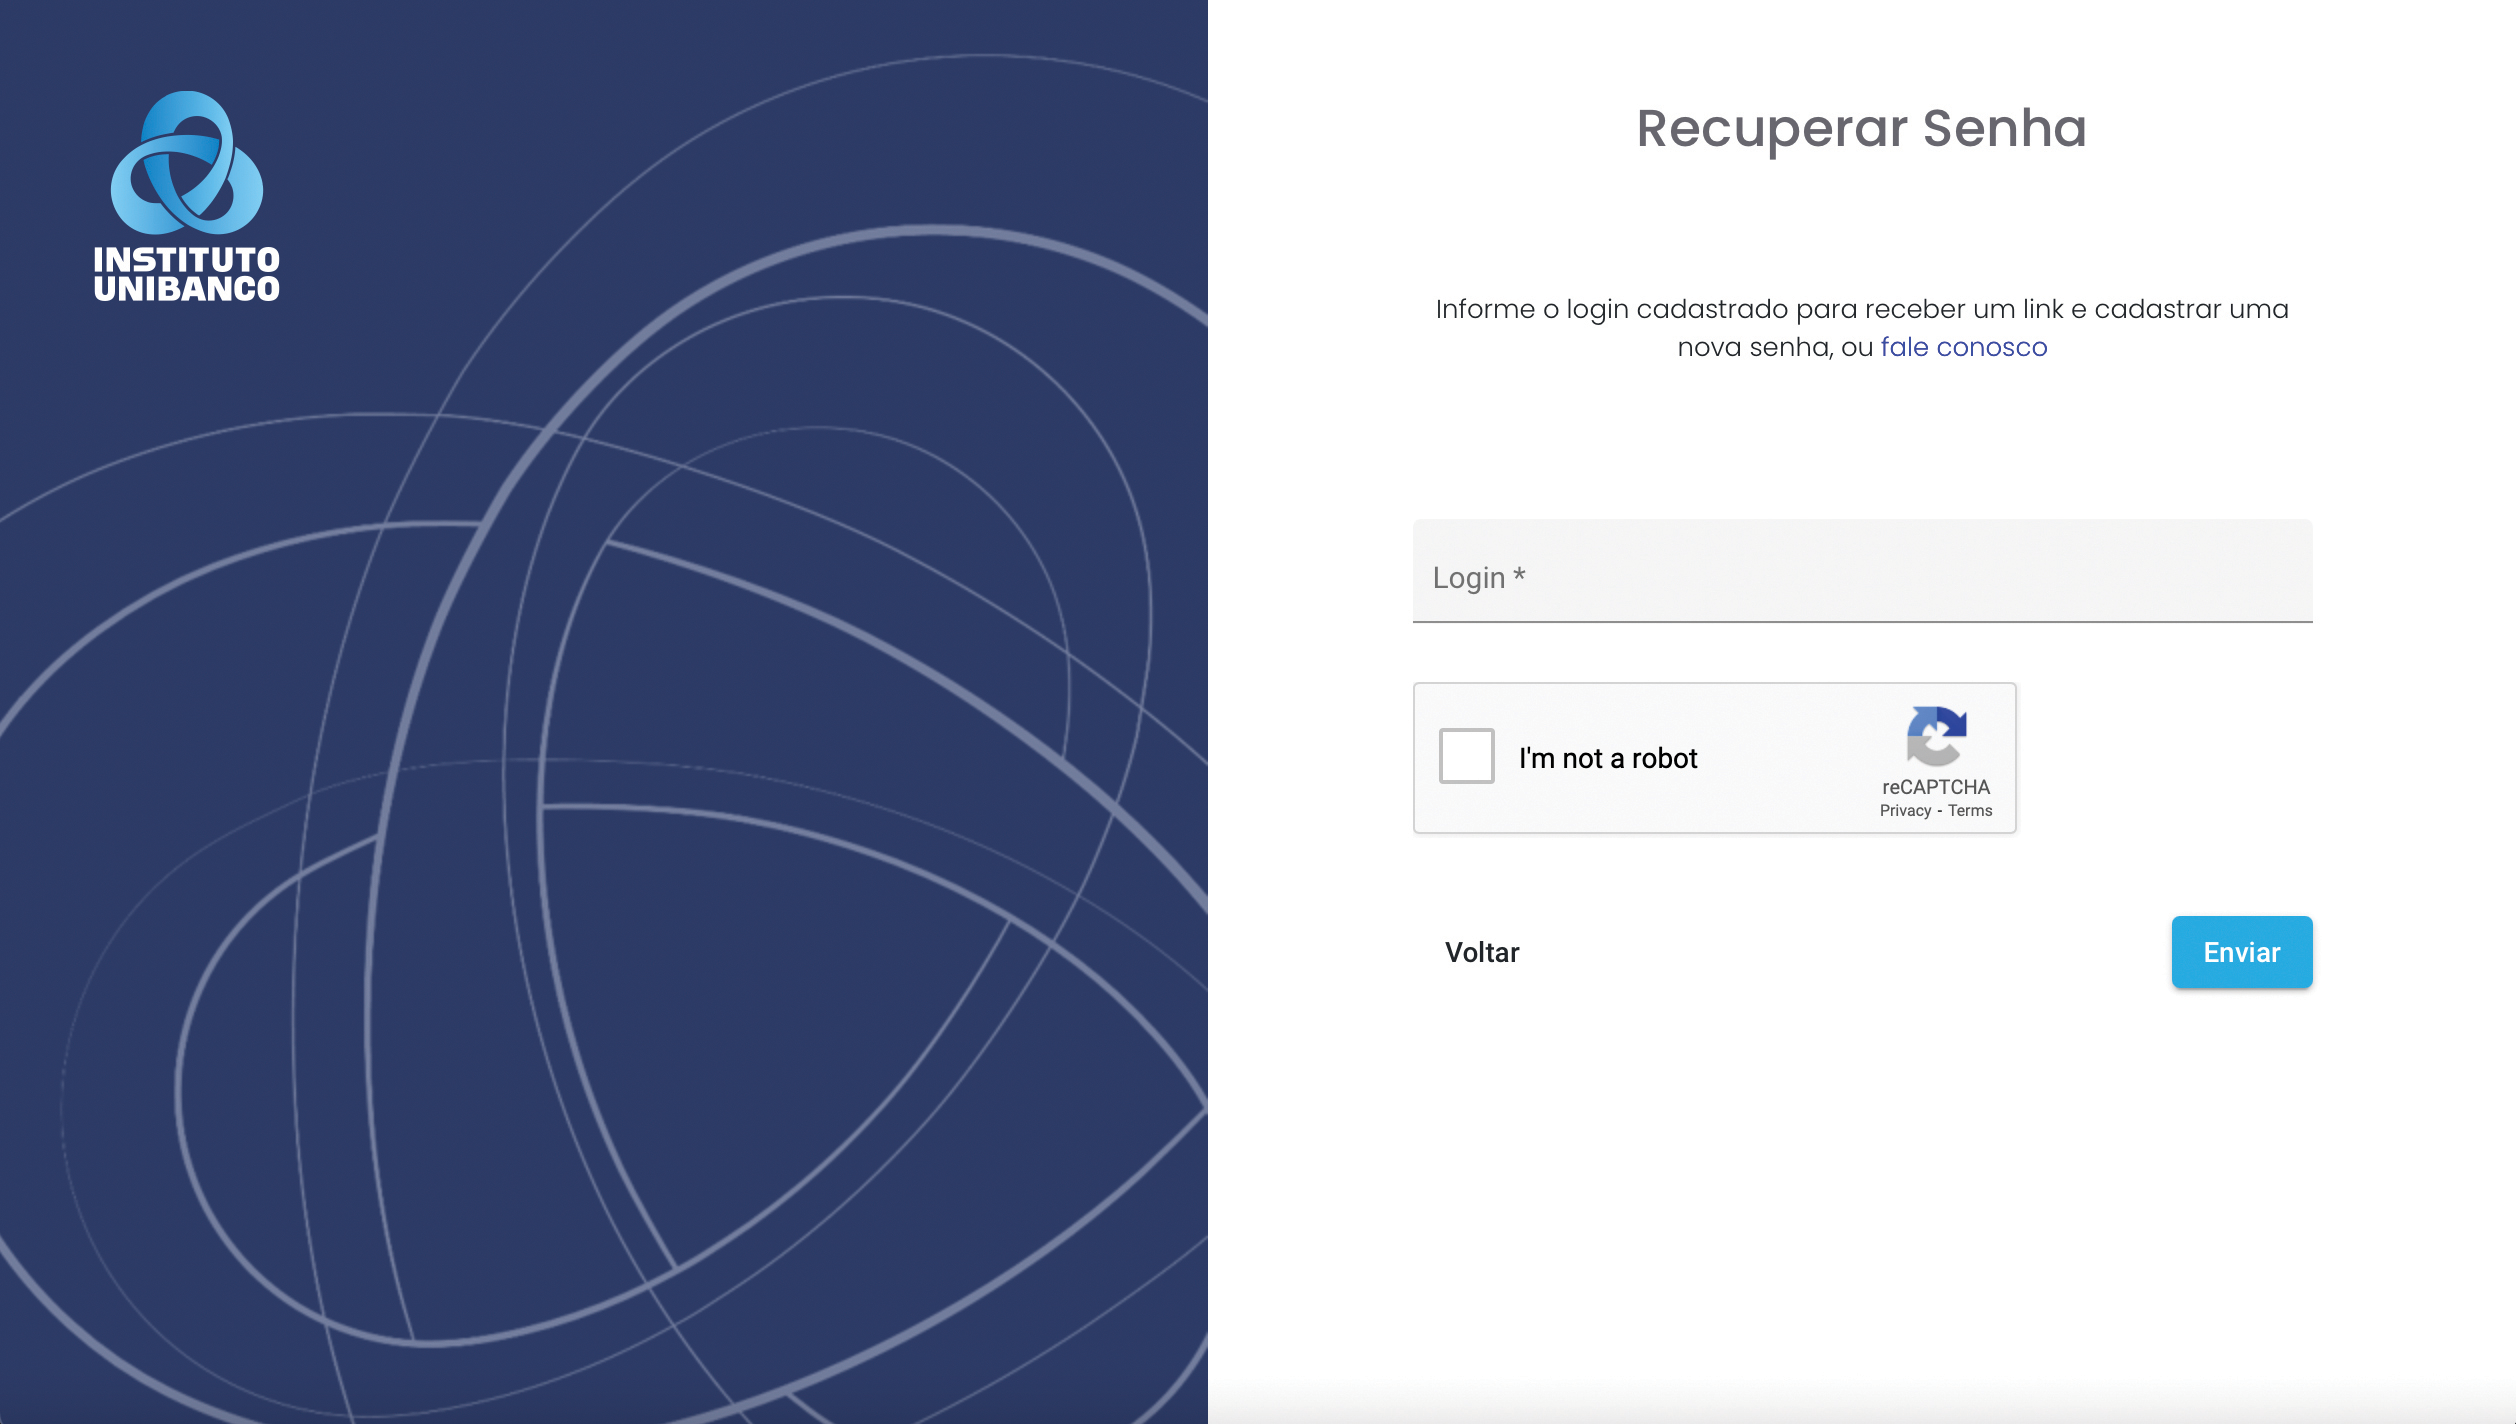 INSTITUTO
UNIBANCO
Recuperar Senha
Informe o login cadastrado para receber um link e cadastrar uma
nova senha, ou fale conosco
Login *
I'm not a robot
reCAPTCHA
Privacy - Terms
Voltar
Enviar